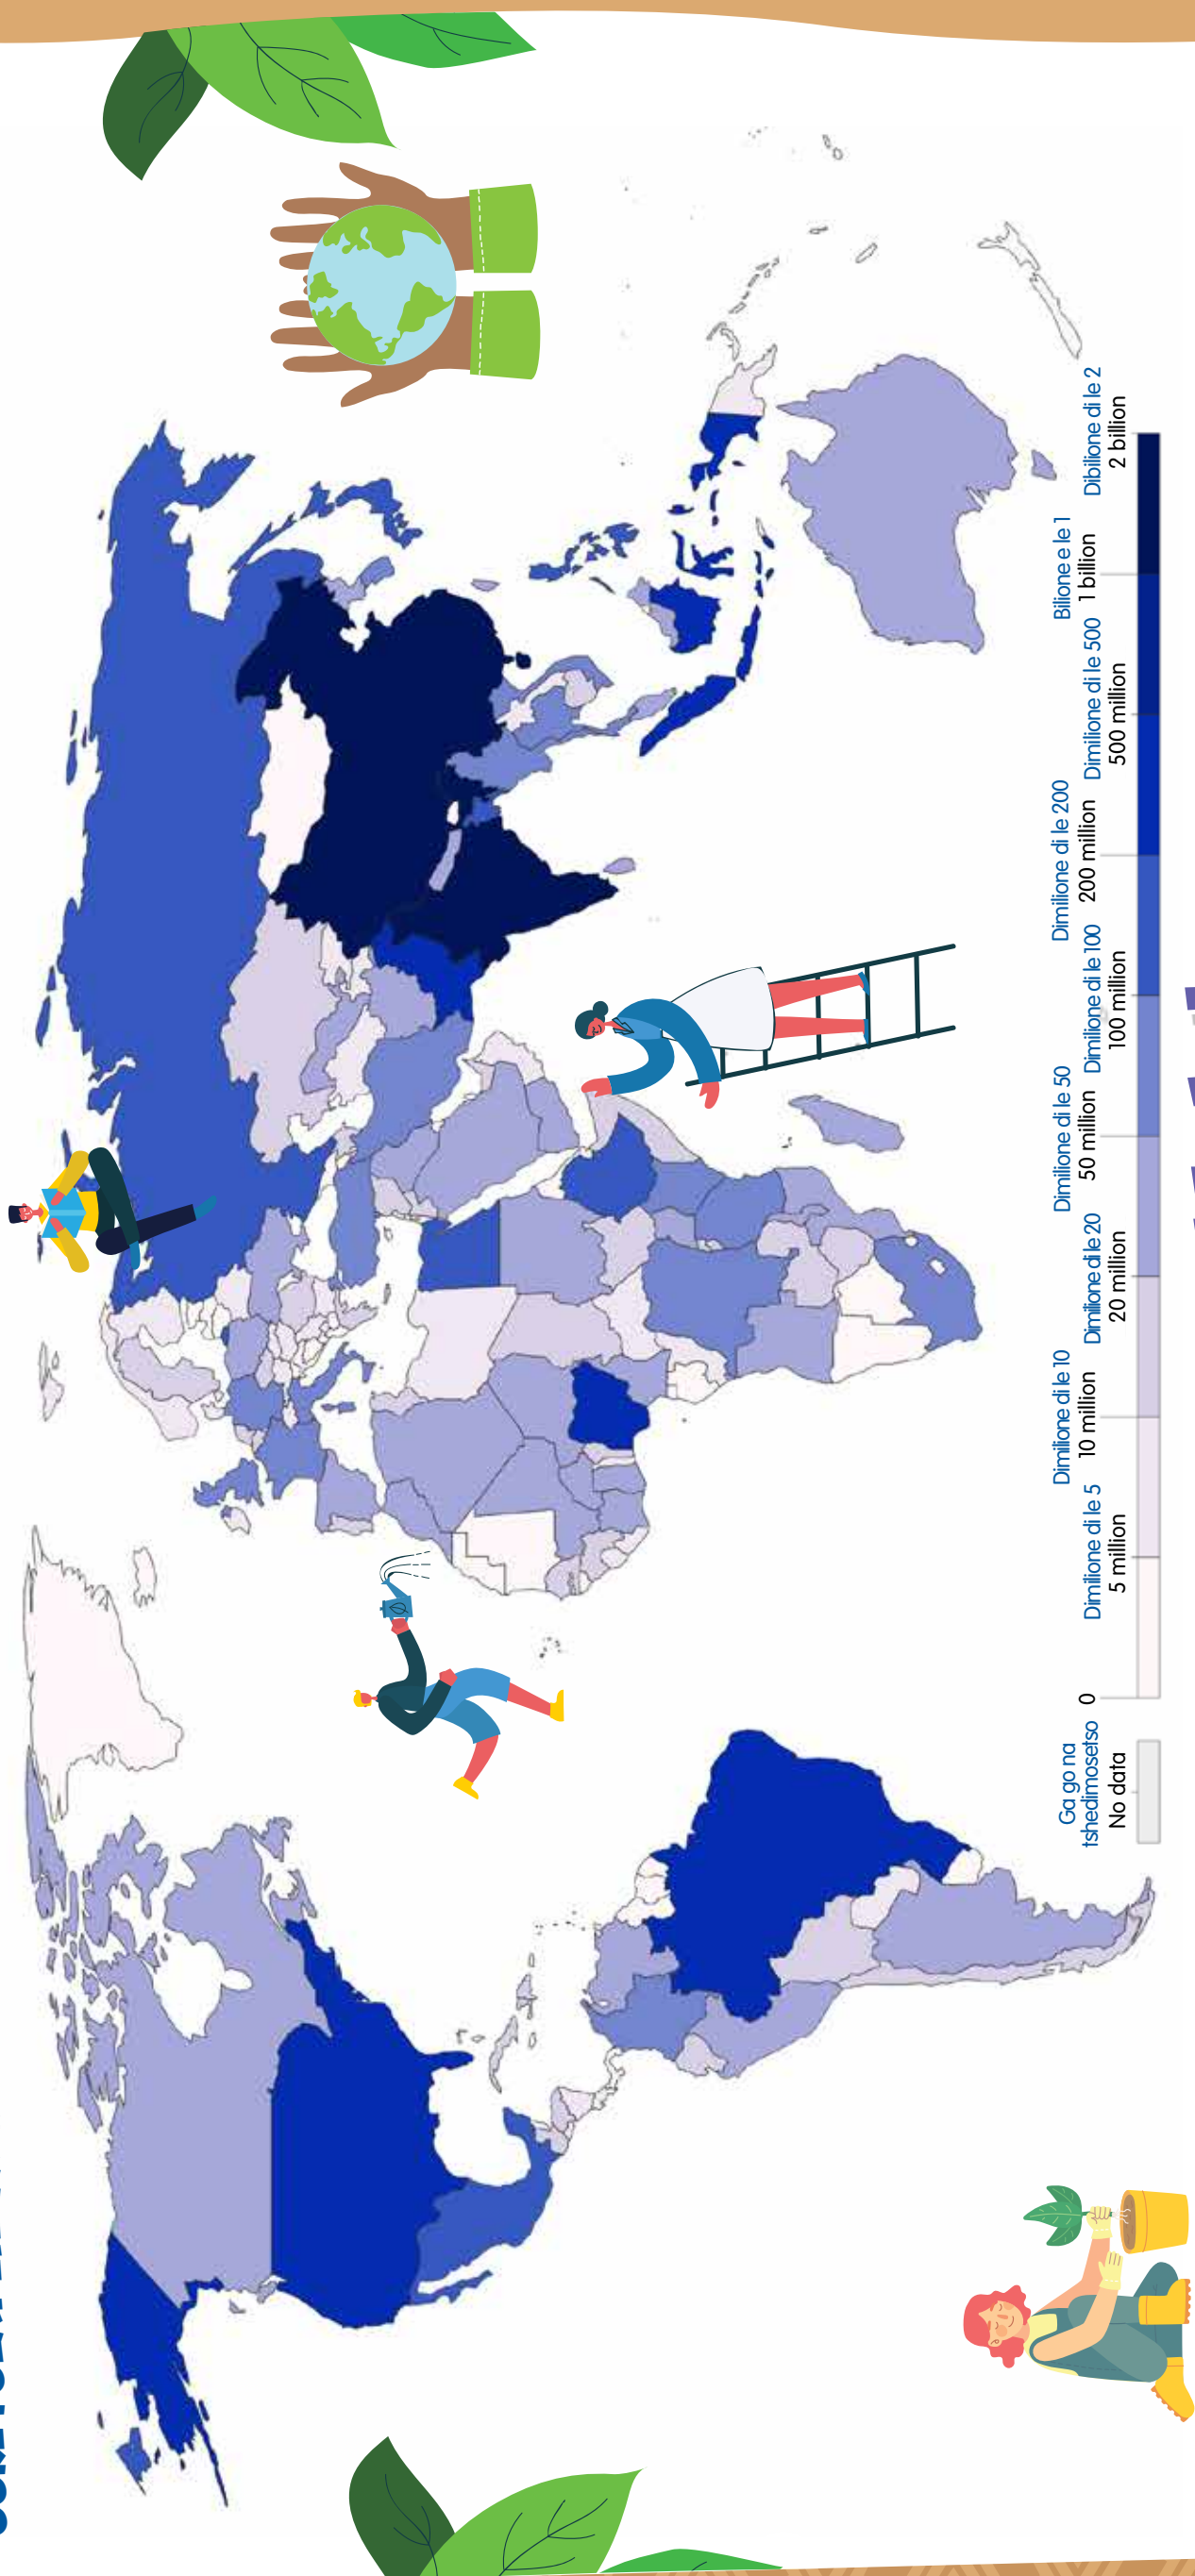 Ga go na
tshedimosetso
No data
0
Dimilione di le 5
5 million
Dimilione di le 10
10 million
Dimilione di le 20
20 million
Dimilione di le 50
50 million
Dimilione di le 100
100 million
Dimilione di le 200
200 million
Dimilione di le 500
500 million
Bilione e le 1
1 billion
Dibilione di le 2
2 billion